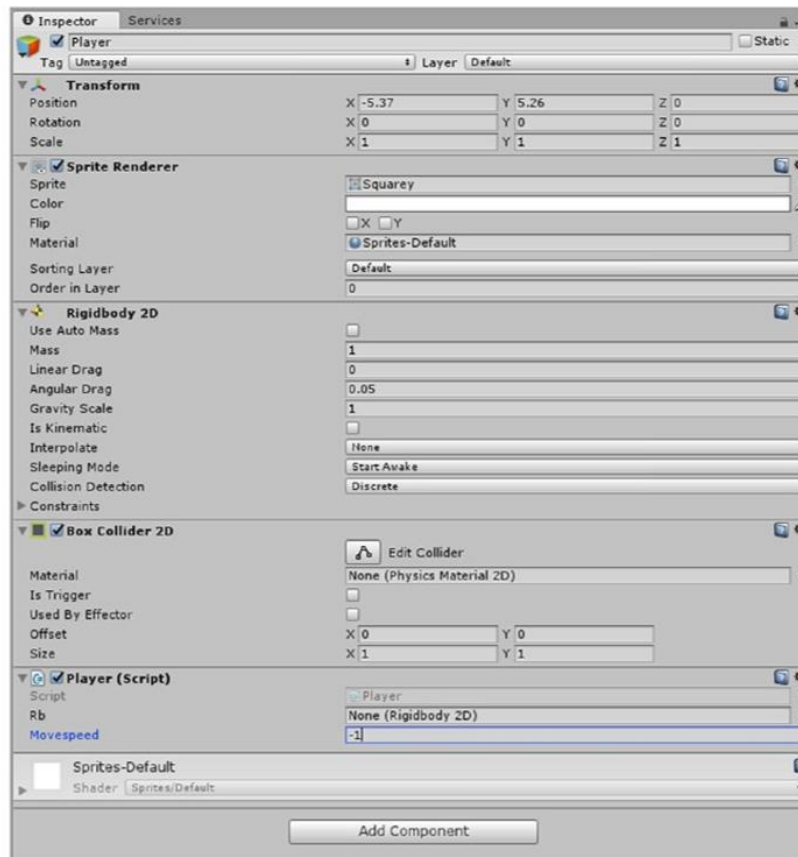 Inspector Services
Player Static
Tag Untagged Layer Default
Transform
Position X -5.37 Y 5.26 Z 0
Rotation X 0 Y 0 Z 0
Scale X 1 Y 1 Z 1
Sprite Renderer
Sprite Squarey
Color
Flip X Y
Material Sprites-Default
Sorting Layer Default
Order in Layer 0
Rigidbody 2D
Use Auto Mass
Mass 1
Linear Drag 0
Angular Drag 0.05
Gravity Scale 1
Is Kinematic
Interpolate None
Sleeping Mode Start Awake
Collision Detection Discrete
Constraints
Box Collider 2D
Edit Collider
Material None (Physics Material 2D)
Is Trigger
Used By Effector
Offset X 0 Y 0
Size X 1 Y 1
Player (Script)
Script Player
Rb None (Rigidbody 2D)
Movespeed -1
Sprites-Default
Shader Sprites/Default
Add Component